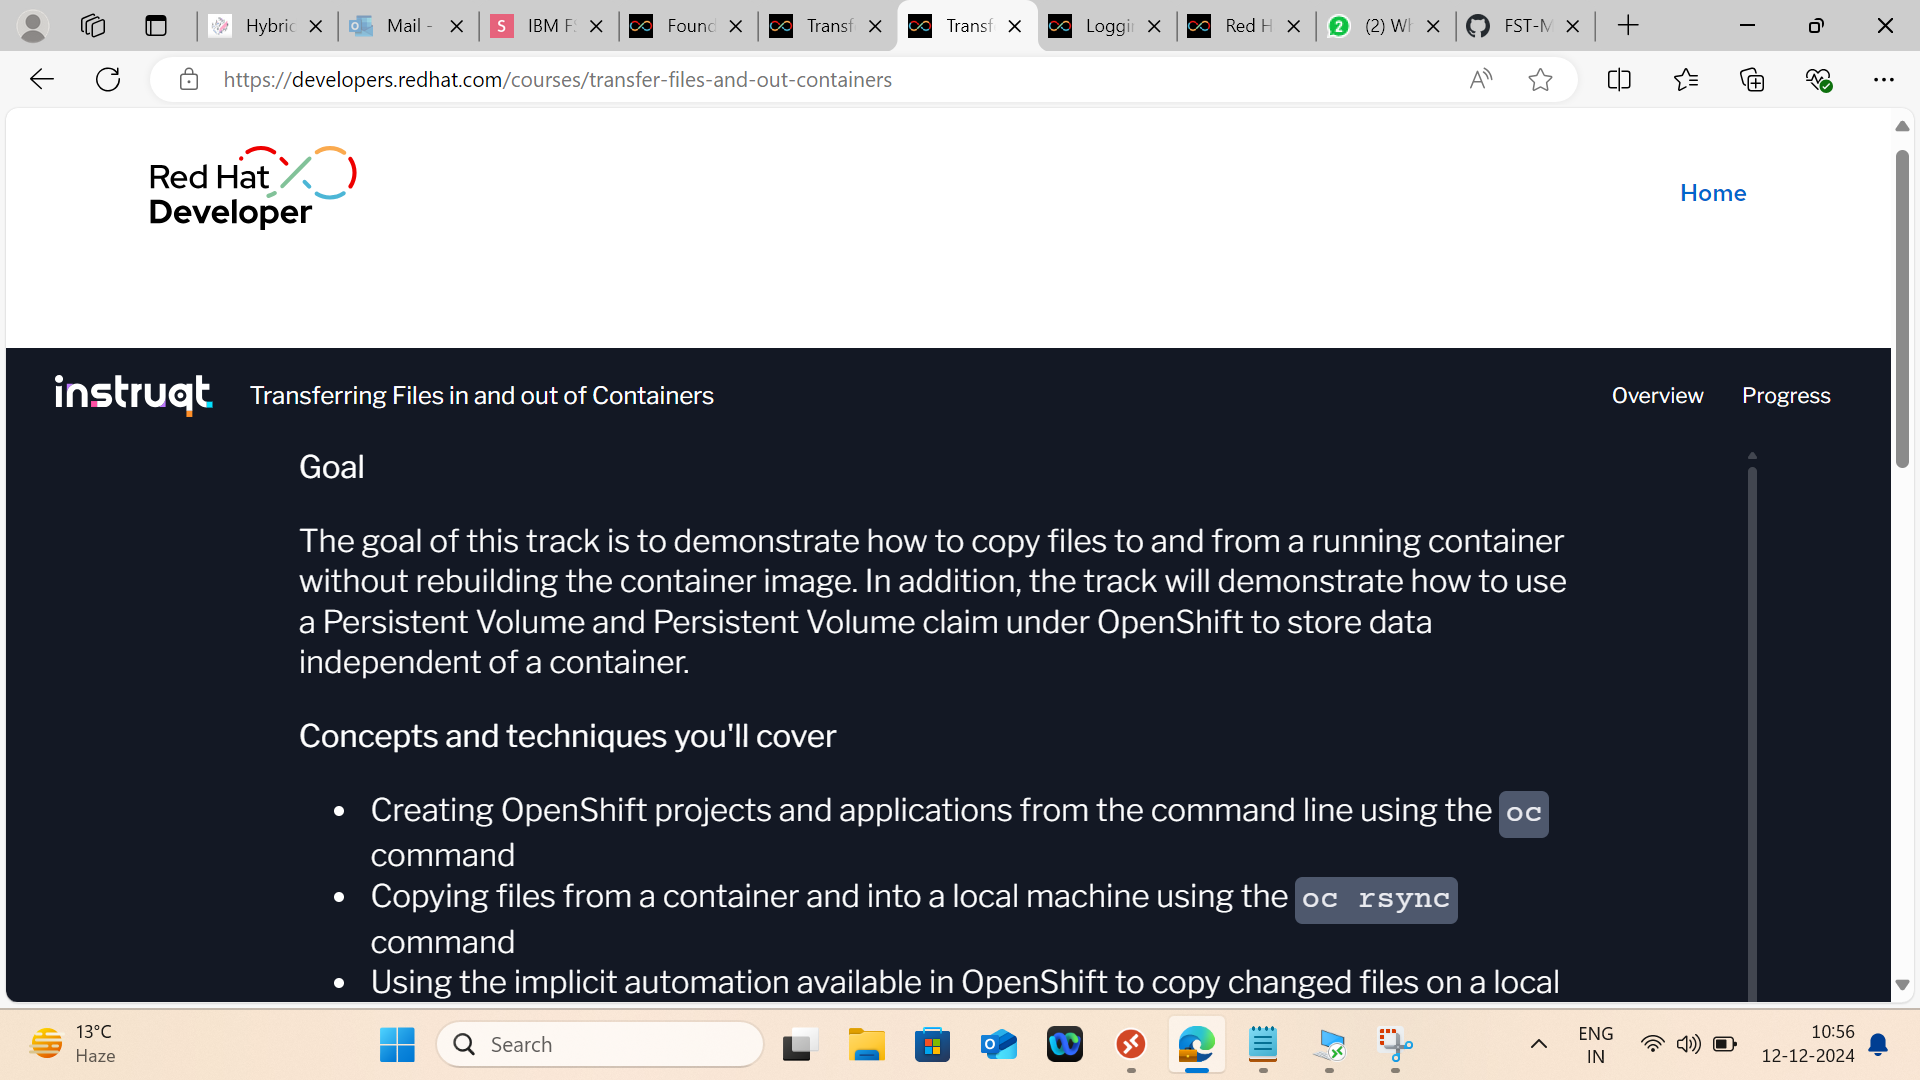 Hybric
Mail -
IBM FS
Found
Transfe
Transfe
Loggin
Red H
(2) Wh
FST-M
https://developers.redhat.com/courses/transfer-files-and-out-containers
Red Hat
Developer
Home
instruqt
Transferring Files in and out of Containers
Overview
Progress
Goal
The goal of this track is to demonstrate how to copy files to and from a running container
without rebuilding the container image. In addition, the track will demonstrate how to use
a Persistent Volume and Persistent Volume claim under OpenShift to store data
independent of a container.
Concepts and techniques you'll cover
• Creating OpenShift projects and applications from the command line using the oc
command
• Copying files from a container and into a local machine using the oc rsync
command
• Using the implicit automation available in OpenShift to copy changed files on a local
13°C
Haze
Search
ENG
IN
10:56
12-12-2024